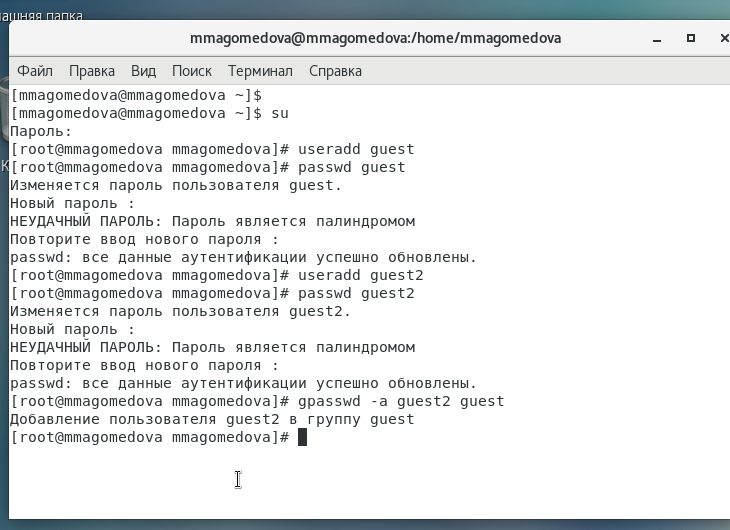 папка
mmagomedova@mmagomedova:/home/mmagomedova
Файл Правка Вид Поиск Терминал Справка
[mmagomedova@mmagomedova ~]$
[mmagomedova@mmagomedova ~]$ su
Пароль:
[root@mmagomedova mmagomedova]# useradd guest
[root@mmagomedova mmagomedova]# passwd guest
Изменяется пароль пользователя guest.
Новый пароль :
НЕУДАЧНЫЙ ПАРОЛЬ: Пароль является палиндромом
Повторите ввод нового пароля :
passwd: все данные аутентификации успешно обновлены.
[root@mmagomedova mmagomedova]# useradd guest2
[root@mmagomedova mmagomedova]# passwd guest2
Изменяется пароль пользователя guest2.
Новый пароль :
НЕУДАЧНЫЙ ПАРОЛЬ: Пароль является палиндромом
Повторите ввод нового пароля :
passwd: все данные аутентификации успешно обновлены.
[root@mmagomedova mmagomedova]# gpasswd -a guest2 guest
Добавление пользователя guest2 в группу guest
[root@mmagomedova mmagomedova]#